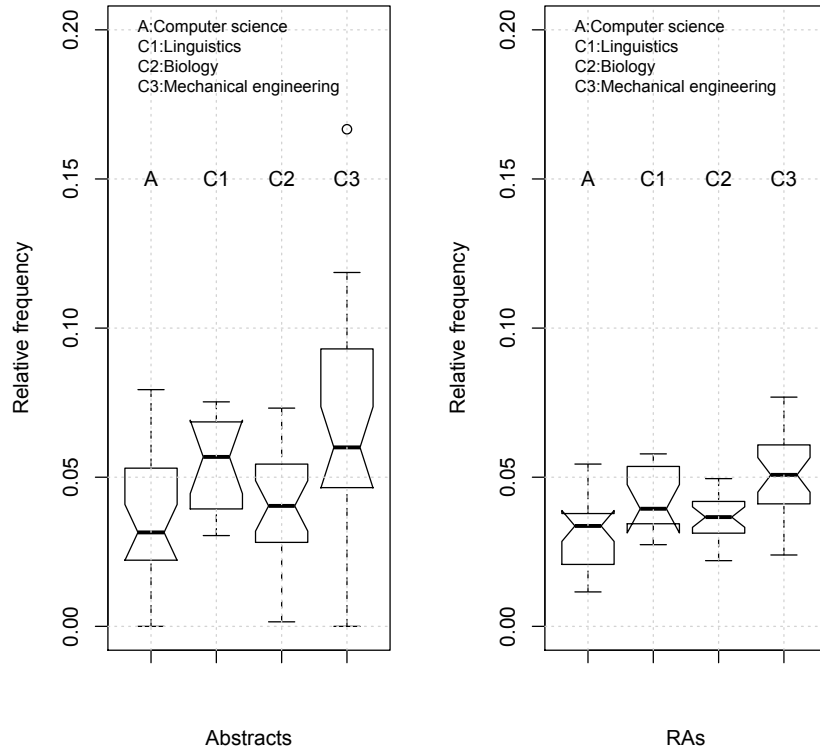 A:Computer science
C1:Linguistics
C2:Biology
C3:Mechanical engineering
A C1 C2 C3
0.20
0.15
0.10
0.05
0.00
Relative frequency
Abstracts
A:Computer science
C1:Linguistics
C2:Biology
C3:Mechanical engineering
A C1 C2 C3
0.20
0.15
0.10
0.05
0.00
Relative frequency
RAs